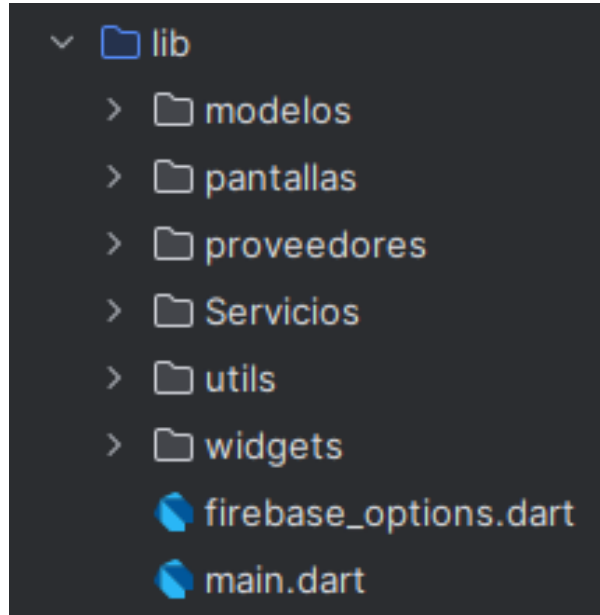 lib
modelos
pantallas
proveedores
Servicios
utils
widgets
firebase_options.dart
main.dart